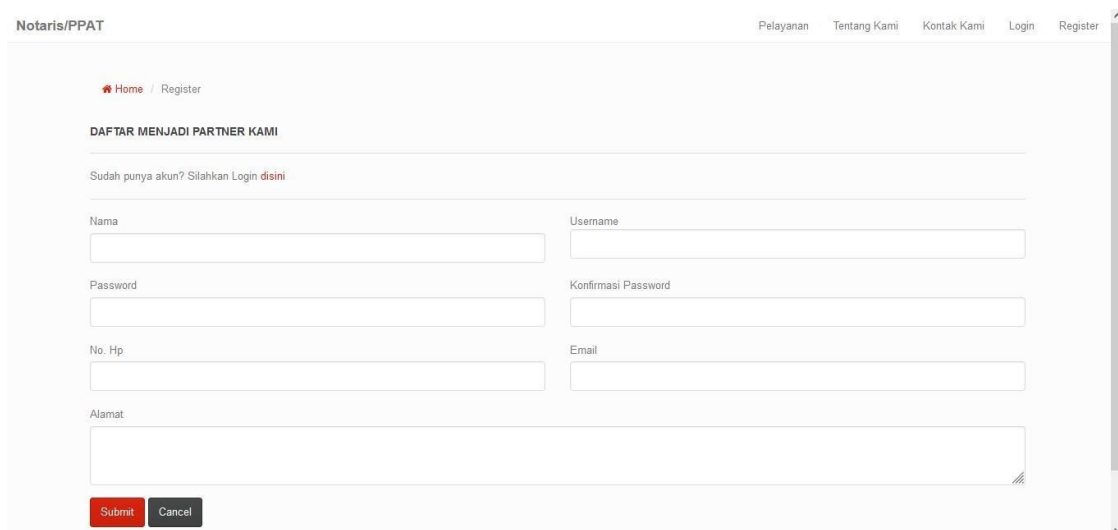 Notaris/PPAT Pelayanan Tentang Kami Kontak Kami Login Register
Home / Register
DAFTAR MENJADI PARTNER KAMI
Sudah punya akun? Silahkan Login disini
Nama Username
Password Konfirmasi Password
No. Hp Email
Alamat
Submit Cancel